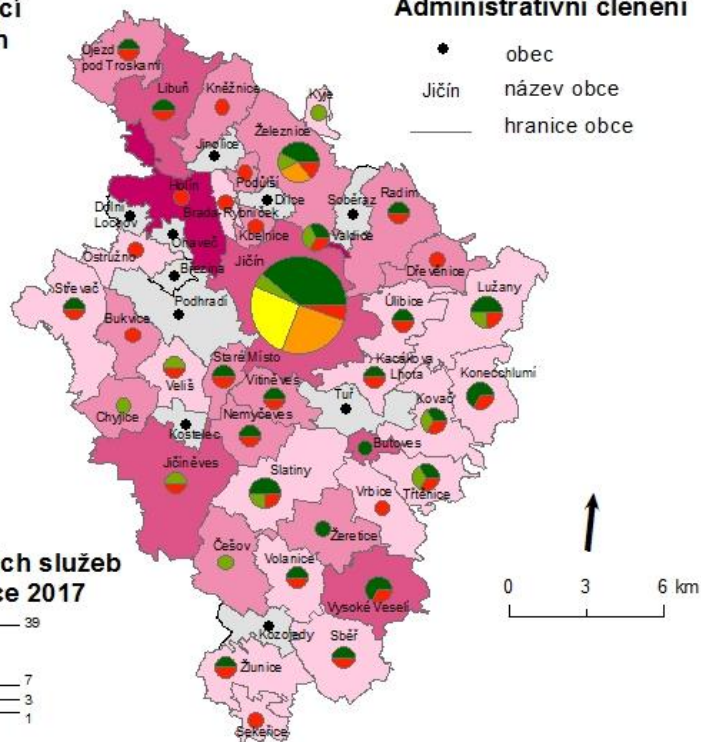 cí
n
Administrativní členění
obec
Jičín název obce
hranice obce
Újezd
pod Troskami
Libuň
Kněžnice
Kyje
Železnice
Jinolice
Podůlší
Holín
Brada-Rybníček
Dílce
Soběraz
Radim
Dolní
Lochov
Ohaveč
Kbelnice
Valdice
Ostružno
Jičín
Dřevěnice
Březina
Střevač
Podhradí
Úlibice
Lužany
Bukvice
Staré Místo
Kacákova
Lhota
Konecchlumí
Veliš
Vitiněves
Tuř
Kovač
Chyjice
Nemyčeves
Kostelec
Butoves
Jičíněves
Slatiny
Třtěnice
Vrbice
Žeretice
Češov
Volanice
Vysoké Veselí
Kozojedy
Sběř
Žlunice
Sekeřice
0 3 6 km
ch služeb
ce 2017
39
7
3
1